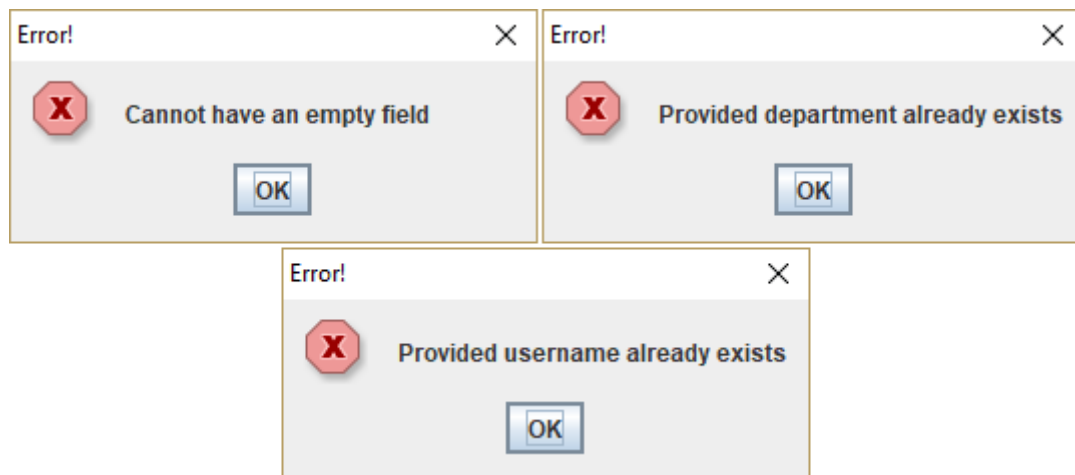 Error!
Cannot have an empty field
OK
Error!
Provided department already exists
OK
Error!
Provided username already exists
OK